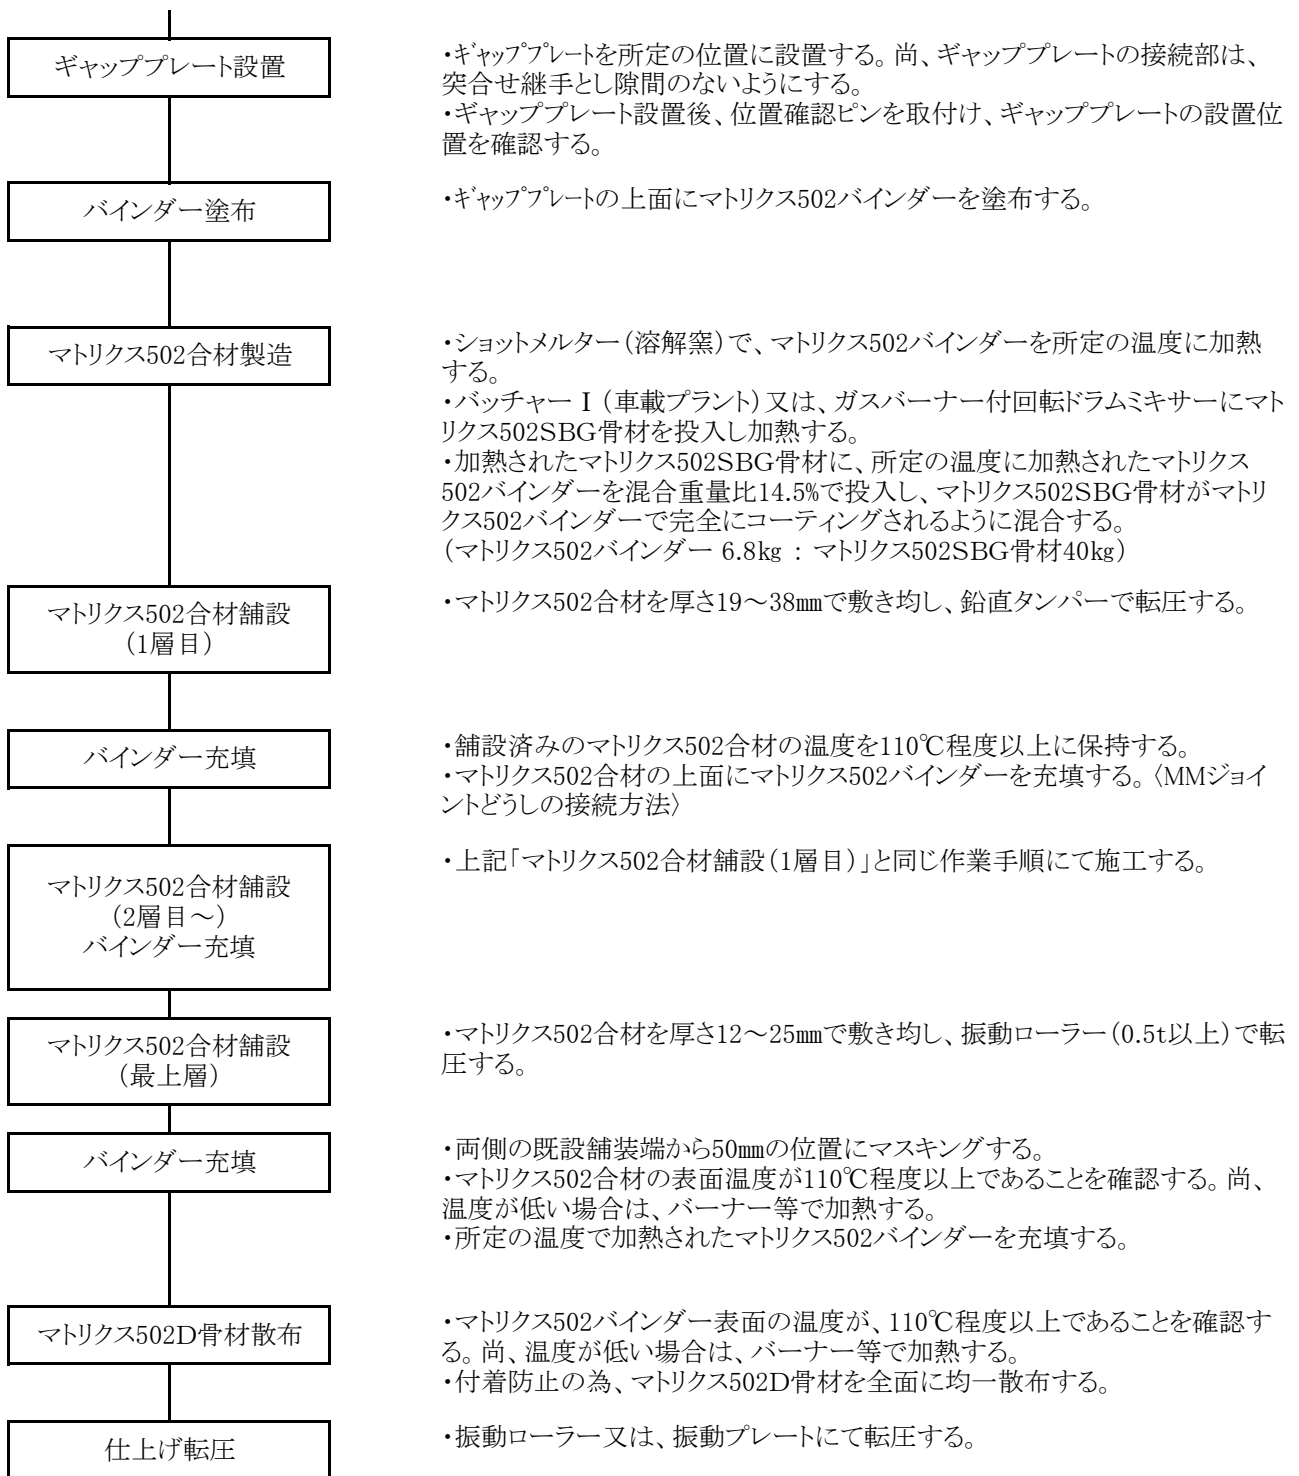 ギャッププレート設置
・ｷﾞｬｯﾌﾟﾌﾟﾚｰﾄを所定の位置に設置する。尚、ギャッププレートの接続部は、
突合せ継手とし隙間のないようにする。
・ギャッププレート設置後、位置確認ピンを取付け、ギャッププレートの設置位
置を確認する。
バインダー塗布
・ｷﾞｬｯﾌﾟﾌﾟﾚｰﾄの上面にマトリクス502バインダーを塗布する。
マトリクス502合材製造
・ショットメルター（溶解窯）で、マトリクス502バインダーを所定の温度に加熱
する。
・バッチャーⅠ（車載プラント）又は、ガスバーナー付回転ドラムミキサーにマト
リクス502SBG骨材を投入し加熱する。
・加熱されたマトリクス502SBG骨材に、所定の温度に加熱されたマトリクス
502バインダーを混合重量比14.5%で投入し、マトリクス502SBG骨材がマトリ
クス502バインダーで完全にコーティングされるように混合する。
（マトリクス502バインダー 6.8㎏ : マトリクス502SBG骨材40㎏）
マトリクス502合材舗設
（1層目）
・マトリクス502合材を厚さ19～38㎜で敷き均し、鉛直タンパーで転圧する。
バインダー充填
・舗設済みのマトリクス502合材の温度を110℃程度以上に保持する。
・マトリクス502合材の上面にマトリクス502バインダーを充填する。〈MMジョイ
ントどうしの接続方法〉
マトリクス502合材舗設
（2層目～）
バインダー充填
・上記「マトリクス502合材舗設（1層目）」と同じ作業手順にて施工する。
マトリクス502合材舗設
（最上層）
・マトリクス502合材を厚さ12～25㎜で敷き均し、振動ローラー（0.5t以上）で転
圧する。
バインダー充填
・両側の既設舗装端から50㎜の位置にマスキングする。
・マトリクス502合材の表面温度が110℃程度以上であることを確認する。尚、
温度が低い場合は、バーナー等で加熱する。
・所定の温度で加熱されたマトリクス502バインダーを充填する。
マトリクス502D骨材散布
・マトリクス502バインダー表面の温度が、110℃程度以上であることを確認す
る。尚、温度が低い場合は、バーナー等で加熱する。
・付着防止の為、マトリクス502D骨材を全面に均一散布する。
仕上げ転圧
・振動ローラー又は、振動プレートにて転圧する。